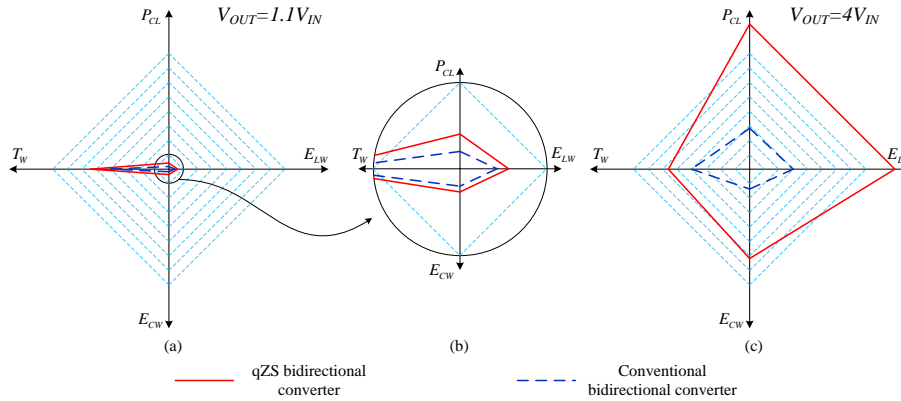 P_CL
V_OUT=1.1V_IN
T_W
E_LW
E_CW
(a)
P_CL
T_W
E_LW
E_CW
(b)
P_CL
V_OUT=4V_IN
T_W
E_L
E_CW
(c)
qZS bidirectional
converter
Conventional
bidirectional converter